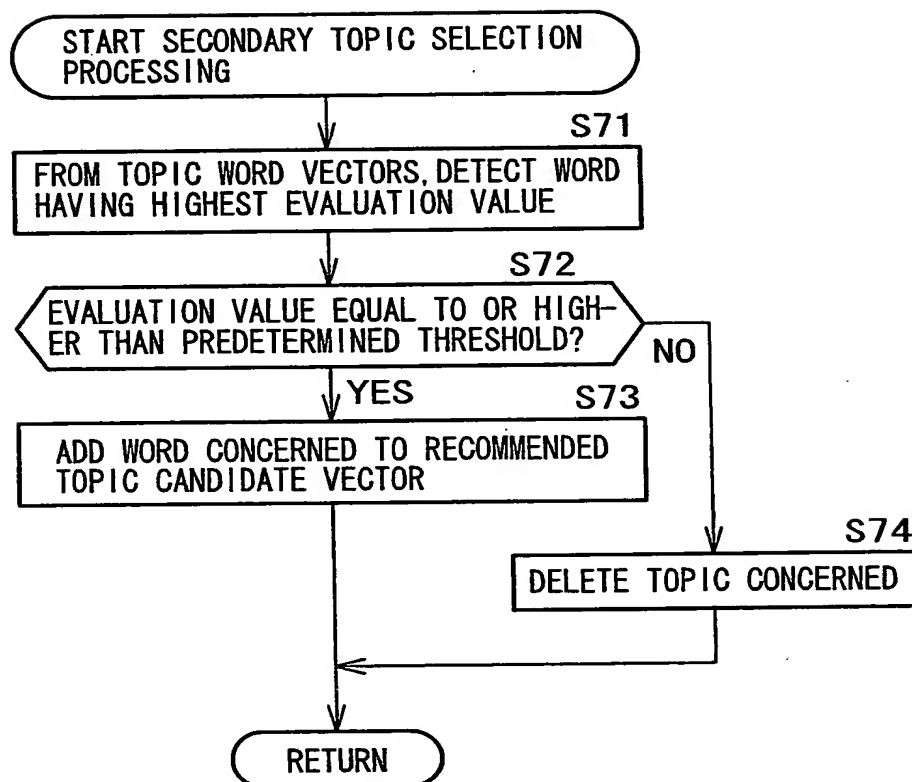 START SECONDARY TOPIC SELECTION
PROCESSING
S71
FROM TOPIC WORD VECTORS, DETECT WORD
HAVING HIGHEST EVALUATION VALUE
S72
EVALUATION VALUE EQUAL TO OR HIGH-
ER THAN PREDETERMINED THRESHOLD?
NO
YES
S73
ADD WORD CONCERNED TO RECOMMENDED
TOPIC CANDIDATE VECTOR
S74
DELETE TOPIC CONCERNED
RETURN